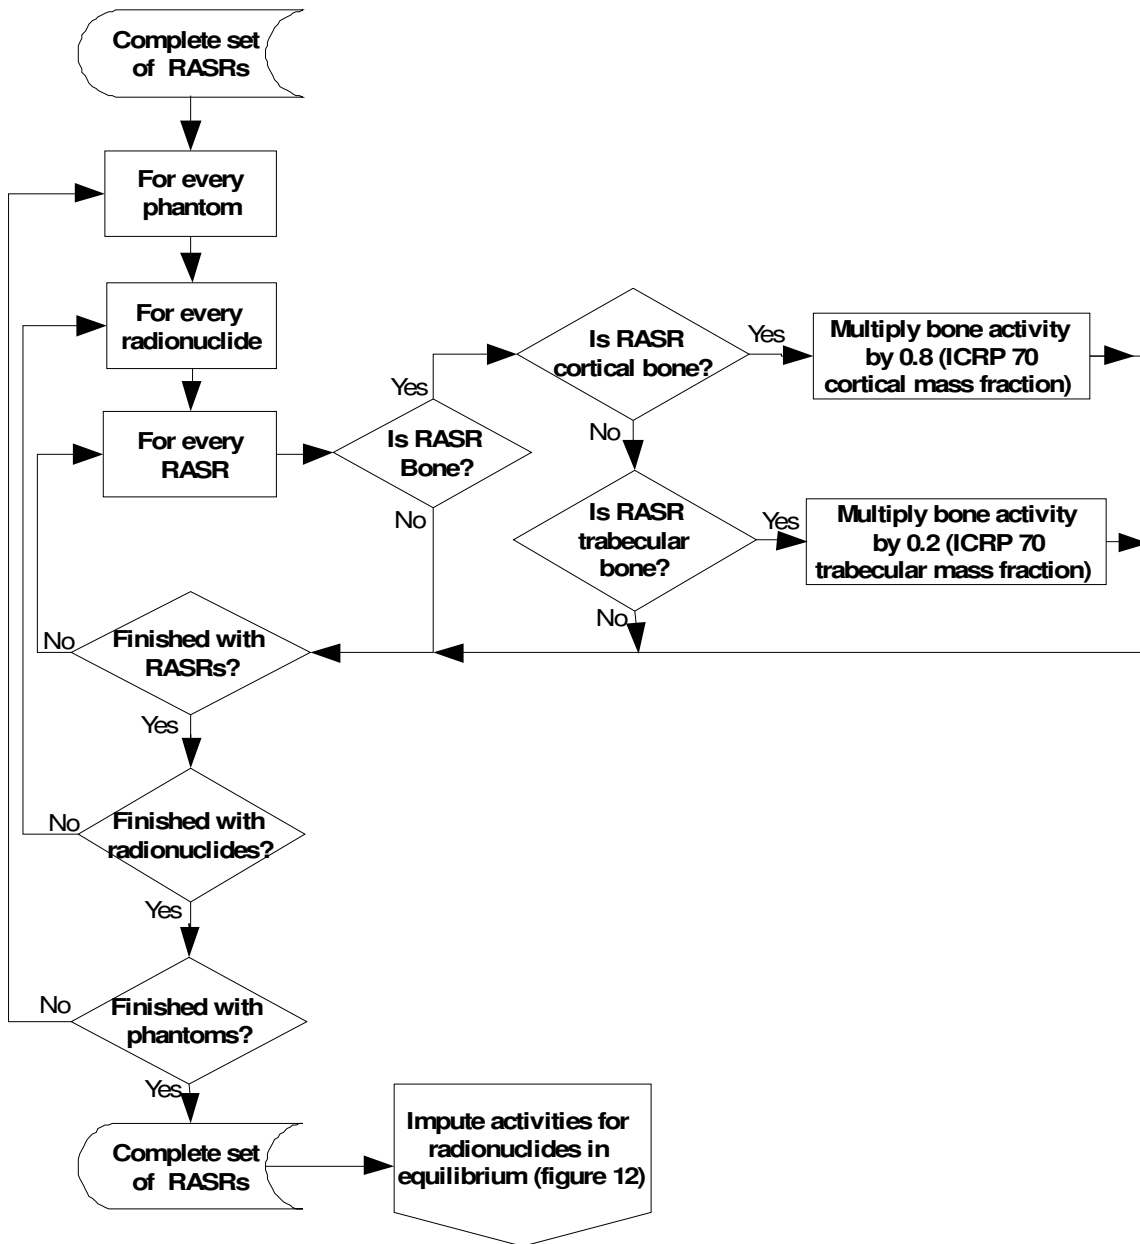 Complete set
of RASRs
For every
phantom
For every
radionuclide
For every
RASR
Is RASR
Bone?
Yes
No
Is RASR
cortical bone?
Yes
No
Multiply bone activity
by 0.8 (ICRP 70
cortical mass fraction)
Is RASR
trabecular
bone?
Yes
No
Multiply bone activity
by 0.2 (ICRP 70
trabecular mass fraction)
Finished with
RASRs?
No
Yes
Finished with
radionuclides?
No
Yes
Finished with
phantoms?
No
Yes
Complete set
of RASRs
Impute activities for
radionuclides in
equilibrium (figure 12)